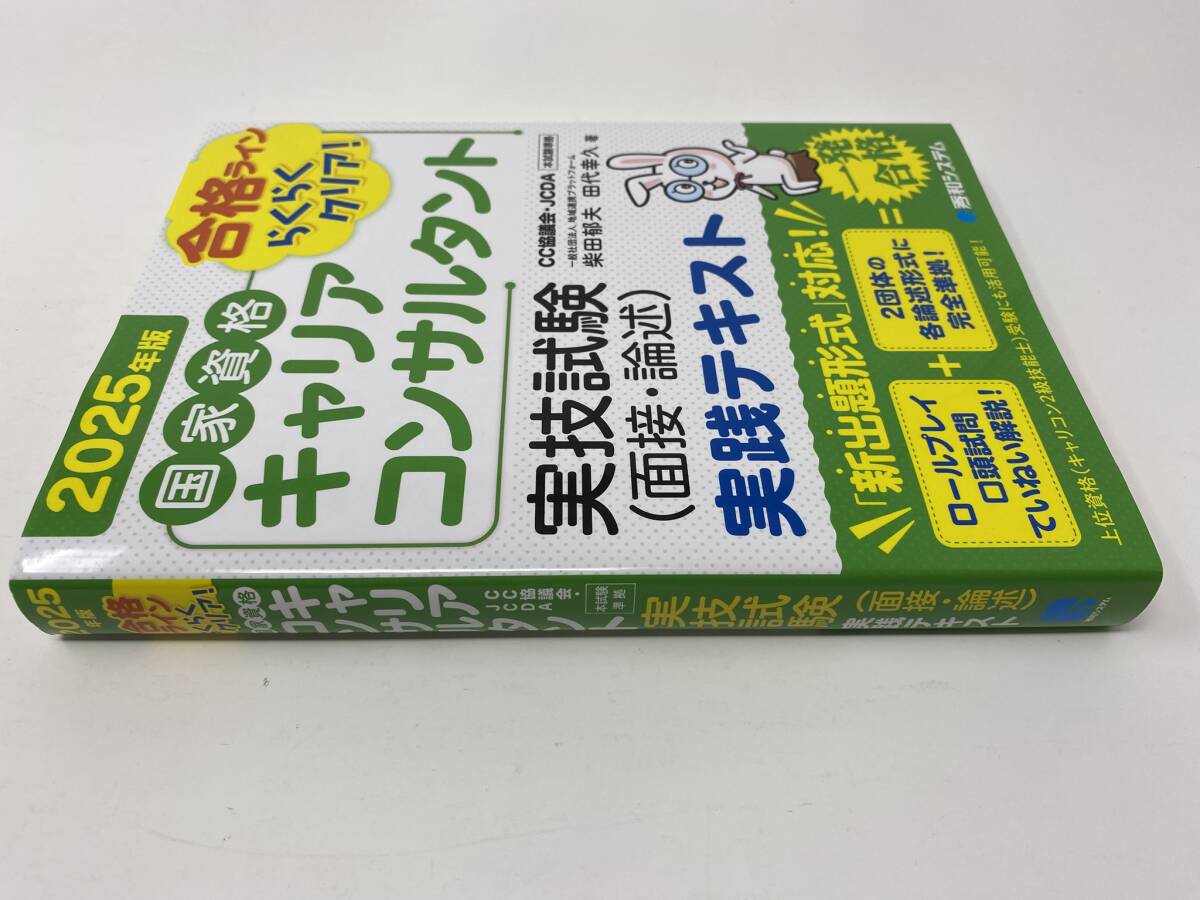 2025年版
合格ライン
らくらく
クリア!
国家資格
キャリア
コンサルタント
CC協議会・JCDA 本試験準拠
一般社団法人 地域連携プラットフォーム
柴田郁夫 田代幸久 著
実技試験
(面接・論述)
実践テキスト
「新出題形式」対応!
ロールプレイ
口頭試問
ていねい解説!
+
2団体の
各論述形式に
完全準拠!
=
一発
合格
上位資格(キャリコン2級技能士)受験にも活用可能!
秀和システム
2025
年版
合格ライン
らくらく
クリア!
国家資格
キャリア
コンサルタント
CC協議会・
JCDA
本試験
準拠
実技試験
(面接・論述)
実践テキスト
秀和システム